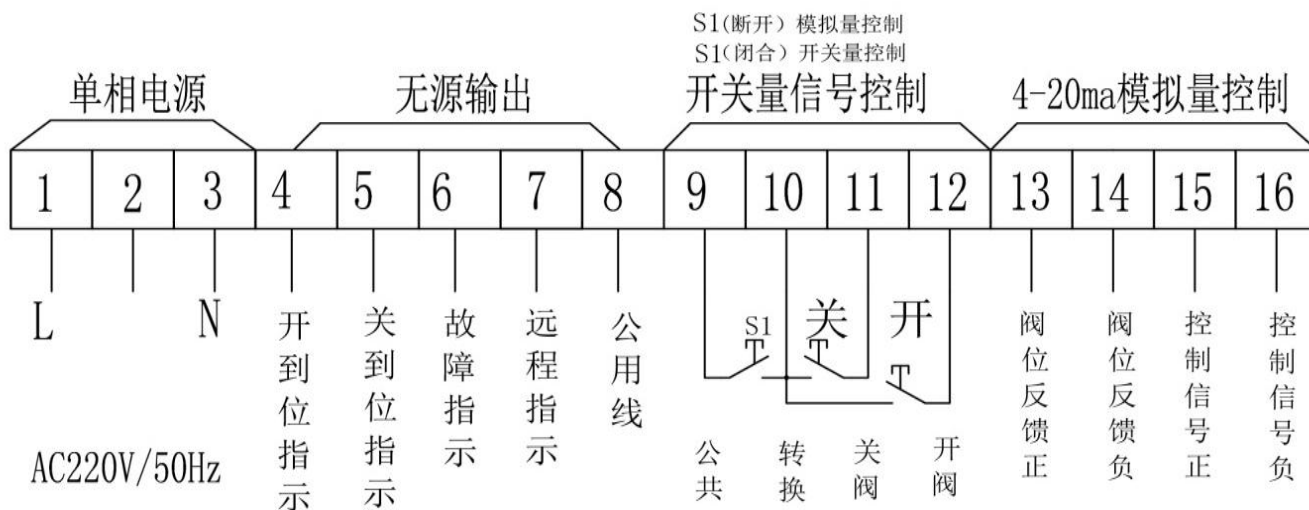 S1(断开) 模拟量控制
S1(闭合) 开关量控制
单相电源
无源输出
开关量信号控制
4-20ma模拟量控制
1 2 3 4 5 6 7 8 9 10 11 12 13 14 15 16
L
N
开到位指示
关到位指示
故障指示
远程指示
公用线
S1
关
开
公共
转换
关阀
开阀
阀位反馈正
阀位反馈负
控制信号正
控制信号负
AC220V/50Hz